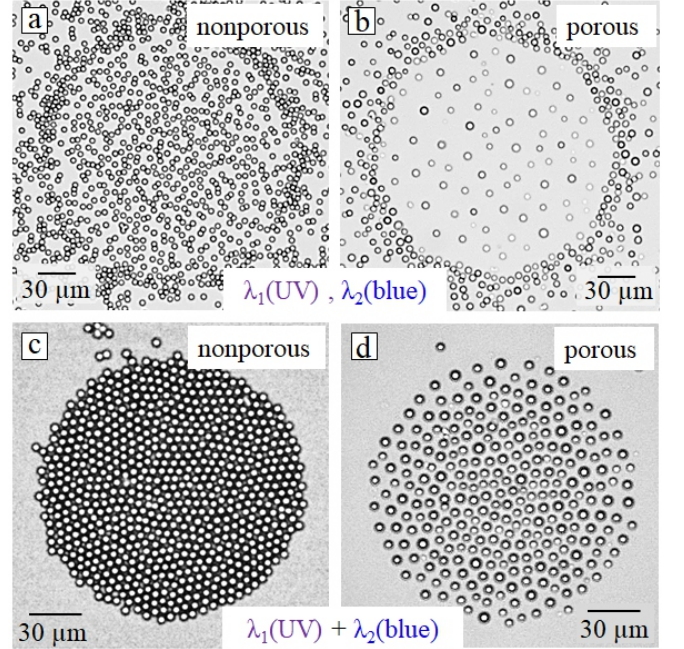 a
nonporous
b
porous
30 µm
λ₁(UV) , λ₂(blue)
30 µm
c
nonporous
d
porous
30 µm
λ₁(UV) + λ₂(blue)
30 µm